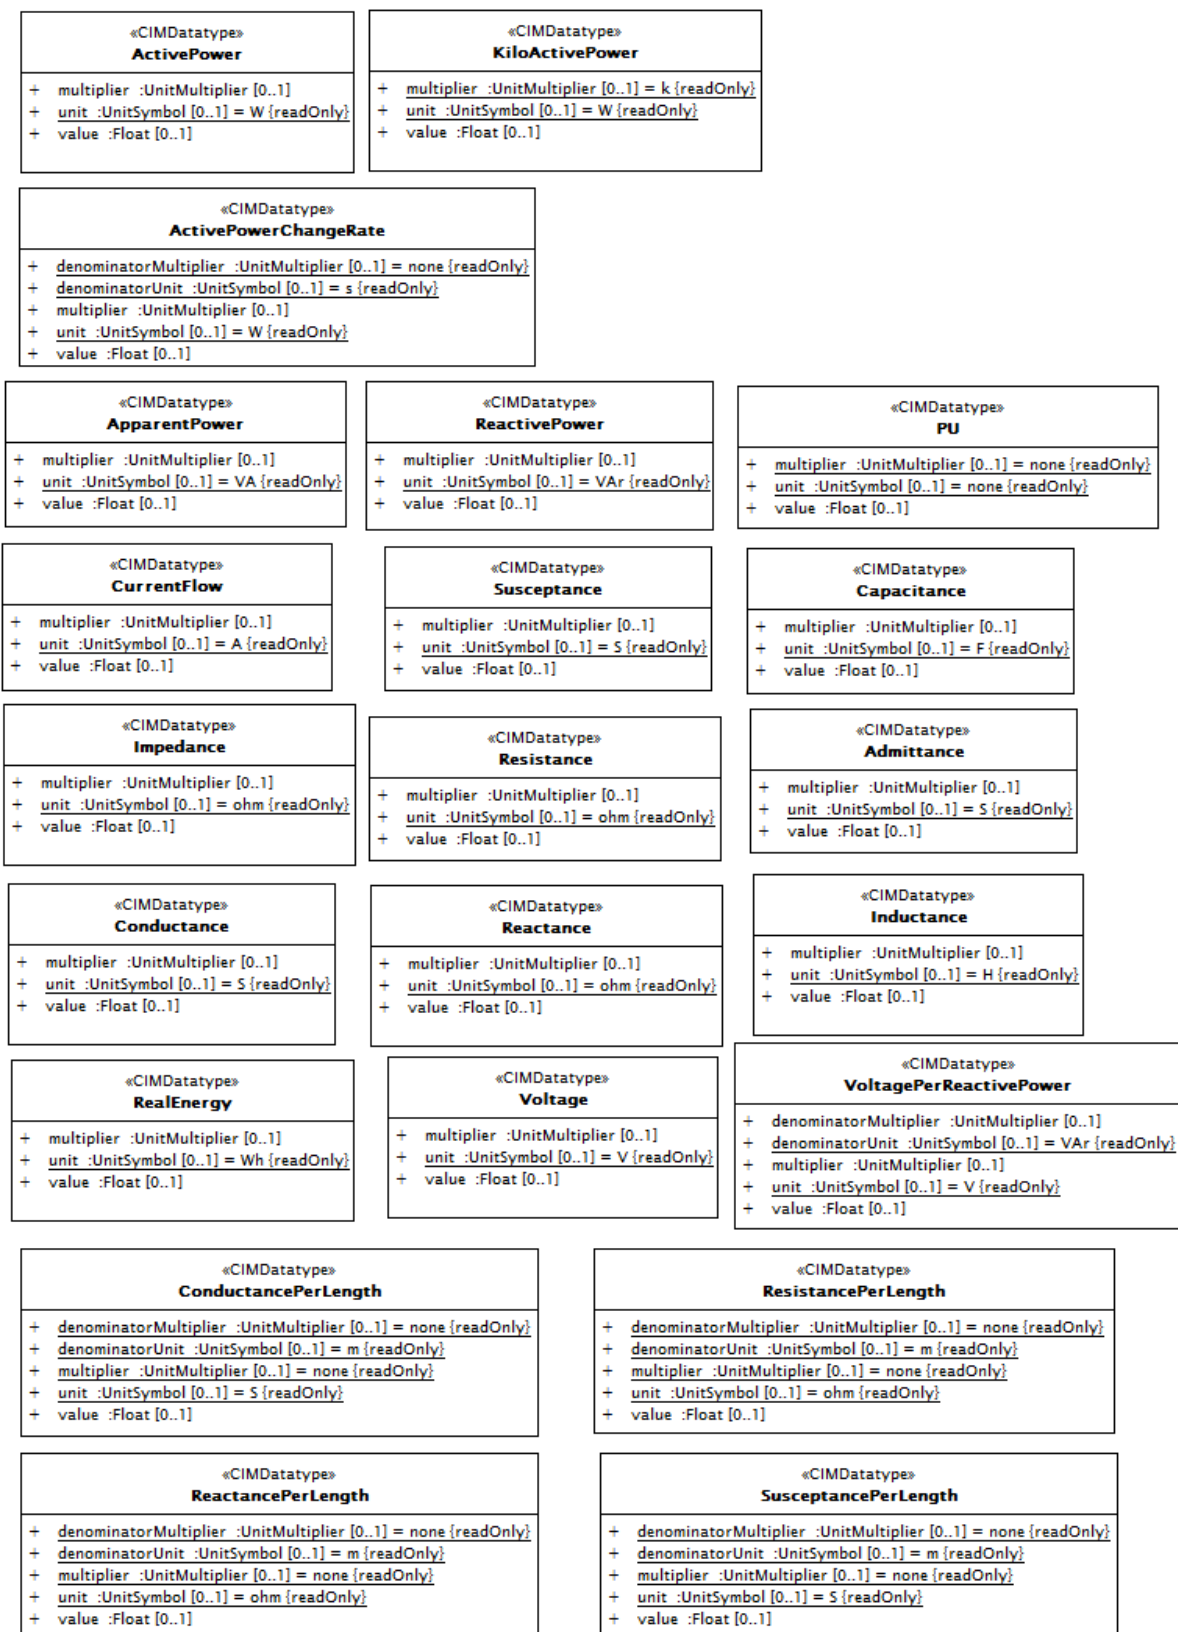 «CIMDatatype»
ActivePower
+ multiplier :UnitMultiplier [0..1]
+ unit :UnitSymbol [0..1] = W {readOnly}
+ value :Float [0..1]
«CIMDatatype»
KiloActivePower
+ multiplier :UnitMultiplier [0..1] = k {readOnly}
+ unit :UnitSymbol [0..1] = W {readOnly}
+ value :Float [0..1]
«CIMDatatype»
ActivePowerChangeRate
+ denominatorMultiplier :UnitMultiplier [0..1] = none {readOnly}
+ denominatorUnit :UnitSymbol [0..1] = s {readOnly}
+ multiplier :UnitMultiplier [0..1]
+ unit :UnitSymbol [0..1] = W {readOnly}
+ value :Float [0..1]
«CIMDatatype»
ApparentPower
+ multiplier :UnitMultiplier [0..1]
+ unit :UnitSymbol [0..1] = VA {readOnly}
+ value :Float [0..1]
«CIMDatatype»
ReactivePower
+ multiplier :UnitMultiplier [0..1]
+ unit :UnitSymbol [0..1] = VAr {readOnly}
+ value :Float [0..1]
«CIMDatatype»
PU
+ multiplier :UnitMultiplier [0..1] = none {readOnly}
+ unit :UnitSymbol [0..1] = none {readOnly}
+ value :Float [0..1]
«CIMDatatype»
CurrentFlow
+ multiplier :UnitMultiplier [0..1]
+ unit :UnitSymbol [0..1] = A {readOnly}
+ value :Float [0..1]
«CIMDatatype»
Susceptance
+ multiplier :UnitMultiplier [0..1]
+ unit :UnitSymbol [0..1] = S {readOnly}
+ value :Float [0..1]
«CIMDatatype»
Capacitance
+ multiplier :UnitMultiplier [0..1]
+ unit :UnitSymbol [0..1] = F {readOnly}
+ value :Float [0..1]
«CIMDatatype»
Impedance
+ multiplier :UnitMultiplier [0..1]
+ unit :UnitSymbol [0..1] = ohm {readOnly}
+ value :Float [0..1]
«CIMDatatype»
Resistance
+ multiplier :UnitMultiplier [0..1]
+ unit :UnitSymbol [0..1] = ohm {readOnly}
+ value :Float [0..1]
«CIMDatatype»
Admittance
+ multiplier :UnitMultiplier [0..1]
+ unit :UnitSymbol [0..1] = S {readOnly}
+ value :Float [0..1]
«CIMDatatype»
Conductance
+ multiplier :UnitMultiplier [0..1]
+ unit :UnitSymbol [0..1] = S {readOnly}
+ value :Float [0..1]
«CIMDatatype»
Reactance
+ multiplier :UnitMultiplier [0..1]
+ unit :UnitSymbol [0..1] = ohm {readOnly}
+ value :Float [0..1]
«CIMDatatype»
Inductance
+ multiplier :UnitMultiplier [0..1]
+ unit :UnitSymbol [0..1] = H {readOnly}
+ value :Float [0..1]
«CIMDatatype»
RealEnergy
+ multiplier :UnitMultiplier [0..1]
+ unit :UnitSymbol [0..1] = Wh {readOnly}
+ value :Float [0..1]
«CIMDatatype»
Voltage
+ multiplier :UnitMultiplier [0..1]
+ unit :UnitSymbol [0..1] = V {readOnly}
+ value :Float [0..1]
«CIMDatatype»
VoltagePerReactivePower
+ denominatorMultiplier :UnitMultiplier [0..1]
+ denominatorUnit :UnitSymbol [0..1] = VAr {readOnly}
+ multiplier :UnitMultiplier [0..1]
+ unit :UnitSymbol [0..1] = V {readOnly}
+ value :Float [0..1]
«CIMDatatype»
ConductancePerLength
+ denominatorMultiplier :UnitMultiplier [0..1] = none {readOnly}
+ denominatorUnit :UnitSymbol [0..1] = m {readOnly}
+ multiplier :UnitMultiplier [0..1] = none {readOnly}
+ unit :UnitSymbol [0..1] = S {readOnly}
+ value :Float [0..1]
«CIMDatatype»
ResistancePerLength
+ denominatorMultiplier :UnitMultiplier [0..1] = none {readOnly}
+ denominatorUnit :UnitSymbol [0..1] = m {readOnly}
+ multiplier :UnitMultiplier [0..1] = none {readOnly}
+ unit :UnitSymbol [0..1] = ohm {readOnly}
+ value :Float [0..1]
«CIMDatatype»
ReactancePerLength
+ denominatorMultiplier :UnitMultiplier [0..1] = none {readOnly}
+ denominatorUnit :UnitSymbol [0..1] = m {readOnly}
+ multiplier :UnitMultiplier [0..1] = none {readOnly}
+ unit :UnitSymbol [0..1] = ohm {readOnly}
+ value :Float [0..1]
«CIMDatatype»
SusceptancePerLength
+ denominatorMultiplier :UnitMultiplier [0..1] = none {readOnly}
+ denominatorUnit :UnitSymbol [0..1] = m {readOnly}
+ multiplier :UnitMultiplier [0..1] = none {readOnly}
+ unit :UnitSymbol [0..1] = S {readOnly}
+ value :Float [0..1]